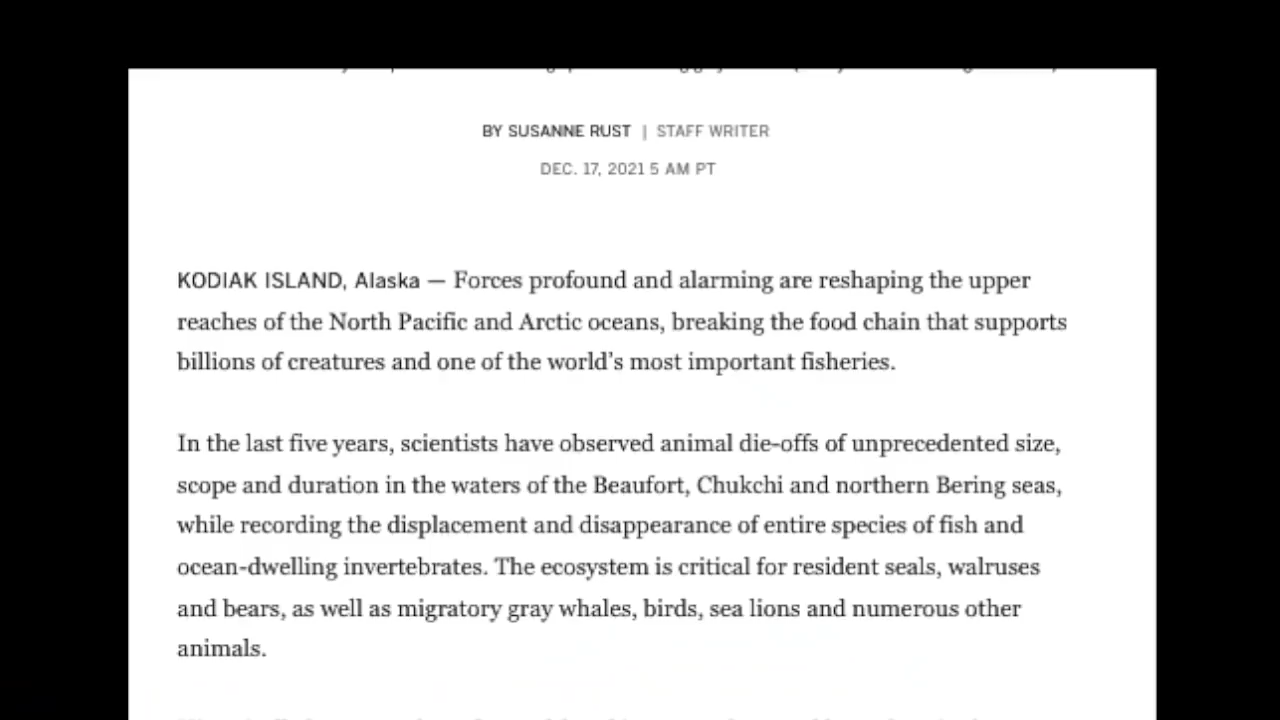 BY SUSANNE RUST | STAFF WRITER
DEC. 17, 2021 5 AM PT
KODIAK ISLAND, Alaska — Forces profound and alarming are reshaping the upper
reaches of the North Pacific and Arctic oceans, breaking the food chain that supports
billions of creatures and one of the world’s most important fisheries.
In the last five years, scientists have observed animal die-offs of unprecedented size,
scope and duration in the waters of the Beaufort, Chukchi and northern Bering seas,
while recording the displacement and disappearance of entire species of fish and
ocean-dwelling invertebrates. The ecosystem is critical for resident seals, walruses
and bears, as well as migratory gray whales, birds, sea lions and numerous other
animals.